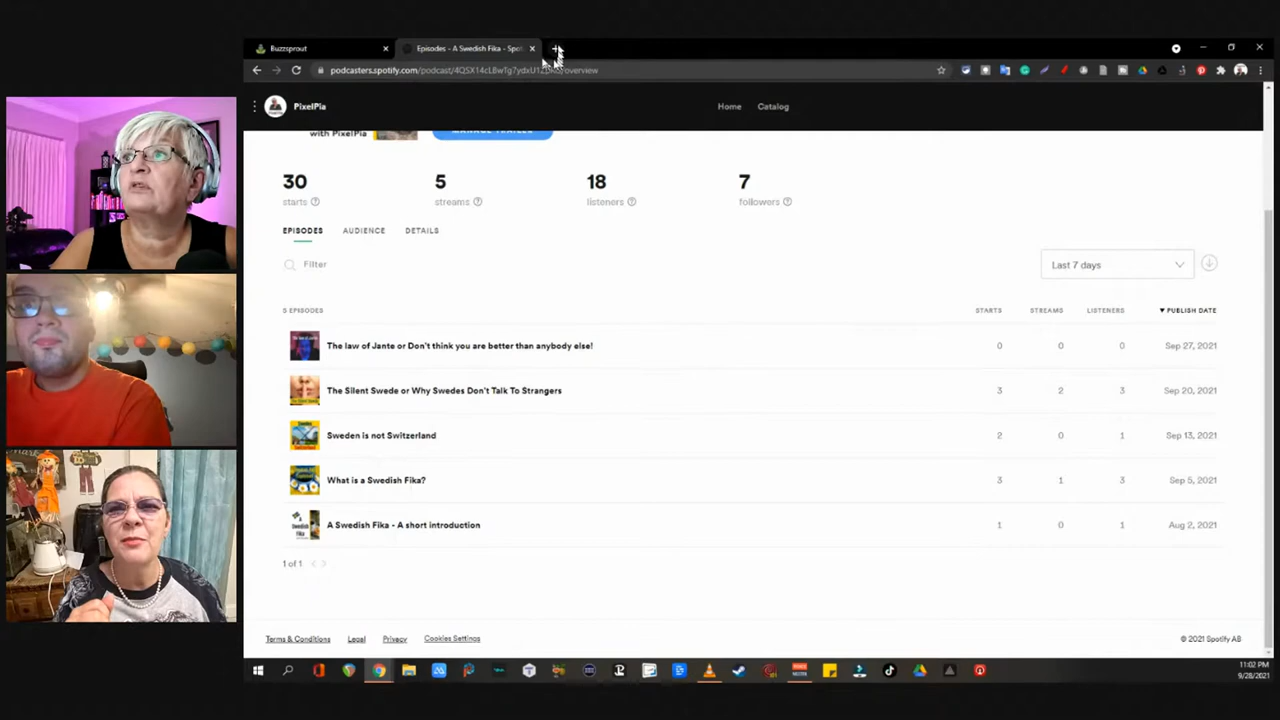 Buzzsprout
Episodes - A Swedish Fika - Spot
podcasters.spotify.com/podcast/ /overview
PixelPia
Home
Catalog
with PixelPia
MANAGE TRAILER
30
5
18
7
starts
streams
listeners
followers
EPISODES
AUDIENCE
DETAILS
Filter
Last 7 days
5 EPISODES
STARTS
STREAMS
LISTENERS
▼ PUBLISH DATE
The law of Jante or Don't think you are better than anybody else!
0
0
0
Sep 27, 2021
The Silent Swede or Why Swedes Don't Talk To Strangers
3
2
3
Sep 20, 2021
Sweden is not Switzerland
2
0
1
Sep 13, 2021
What is a Swedish Fika?
3
1
3
Sep 5, 2021
A Swedish Fika - A short introduction
1
0
1
Aug 2, 2021
1 of 1
Terms & Conditions
Legal
Privacy
Cookies Settings
© 2021 Spotify AB
11:02 PM
9/28/2021